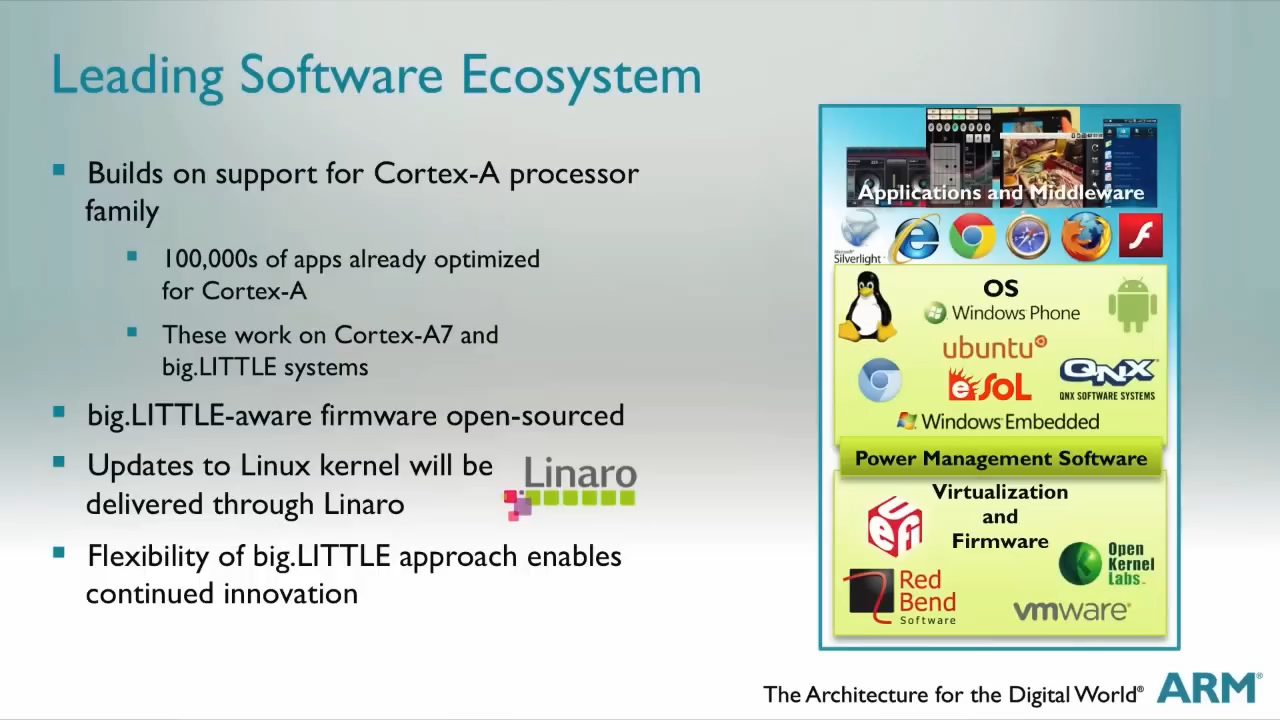 Leading Software Ecosystem
Builds on support for Cortex-A processor
family
100,000s of apps already optimized
for Cortex-A
These work on Cortex-A7 and
big.LITTLE systems
big.LITTLE-aware firmware open-sourced
Updates to Linux kernel will be
delivered through Linaro
Linaro
Flexibility of big.LITTLE approach enables
continued innovation
Applications and Middleware
Microsoft
Silverlight
OS
Windows Phone
ubuntu
eSOL
QNX
QNX SOFTWARE SYSTEMS
Windows Embedded
Power Management Software
Virtualization
and
Firmware
UEFI
Open
Kernel
Labs
Red
Bend
Software
vmware®
The Architecture for the Digital World® ARM®